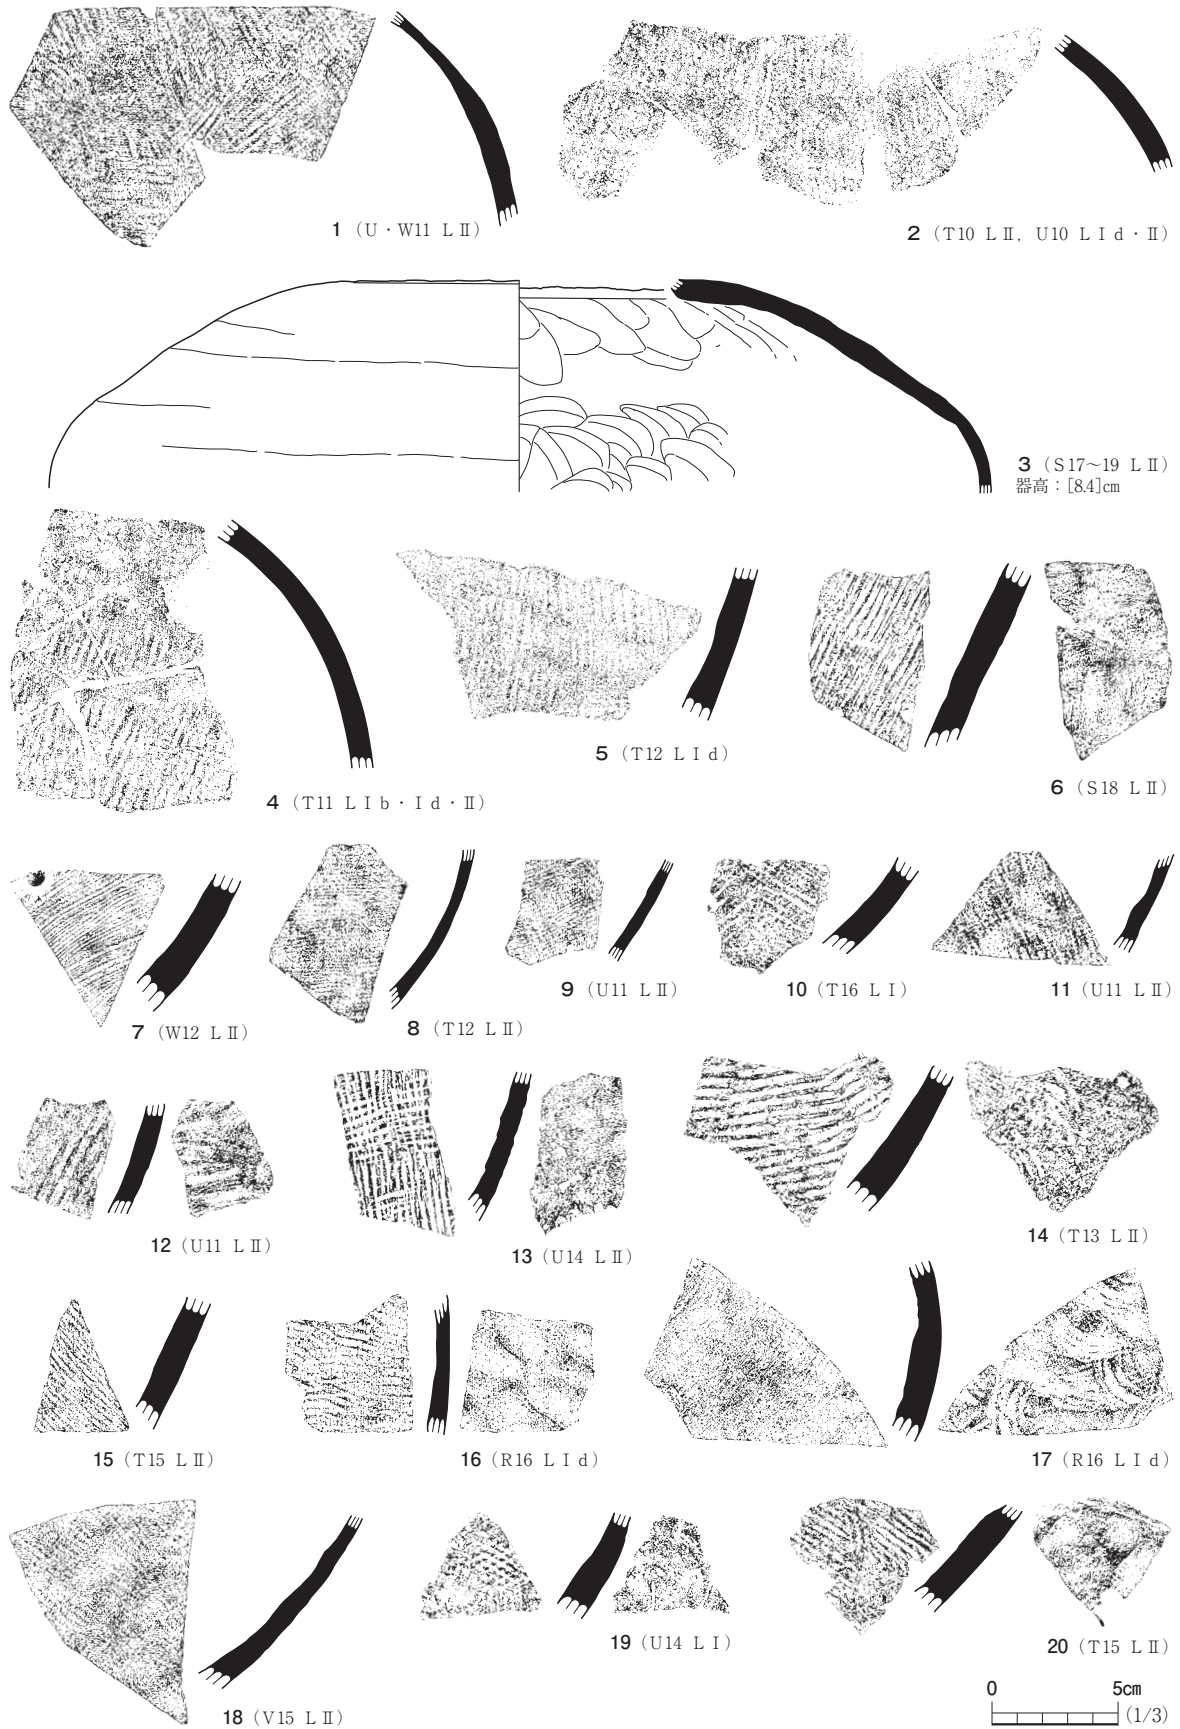 1（U・W11 LⅡ）
2（T10 LⅡ, U10 LⅠd・Ⅱ）
3（S17～19 LⅡ）
器高：[8.4]㎝
4（T11 LⅠb・Ⅰd・Ⅱ）
5（T12 LⅠd）
6（S18 LⅡ）
7（W12 LⅡ）
8（T12 LⅡ）
9（U11 LⅡ）
10（T16 LⅠ）
11（U11 LⅡ）
12（U11 LⅡ）
13（U14 LⅡ）
14（T13 LⅡ）
15（T15 LⅡ）
16（R16 LⅠd）
17（R16 LⅠd）
18（V15 LⅡ）
19（U14 LⅠ）
20（T15 LⅡ）
0 5㎝
（1/3）